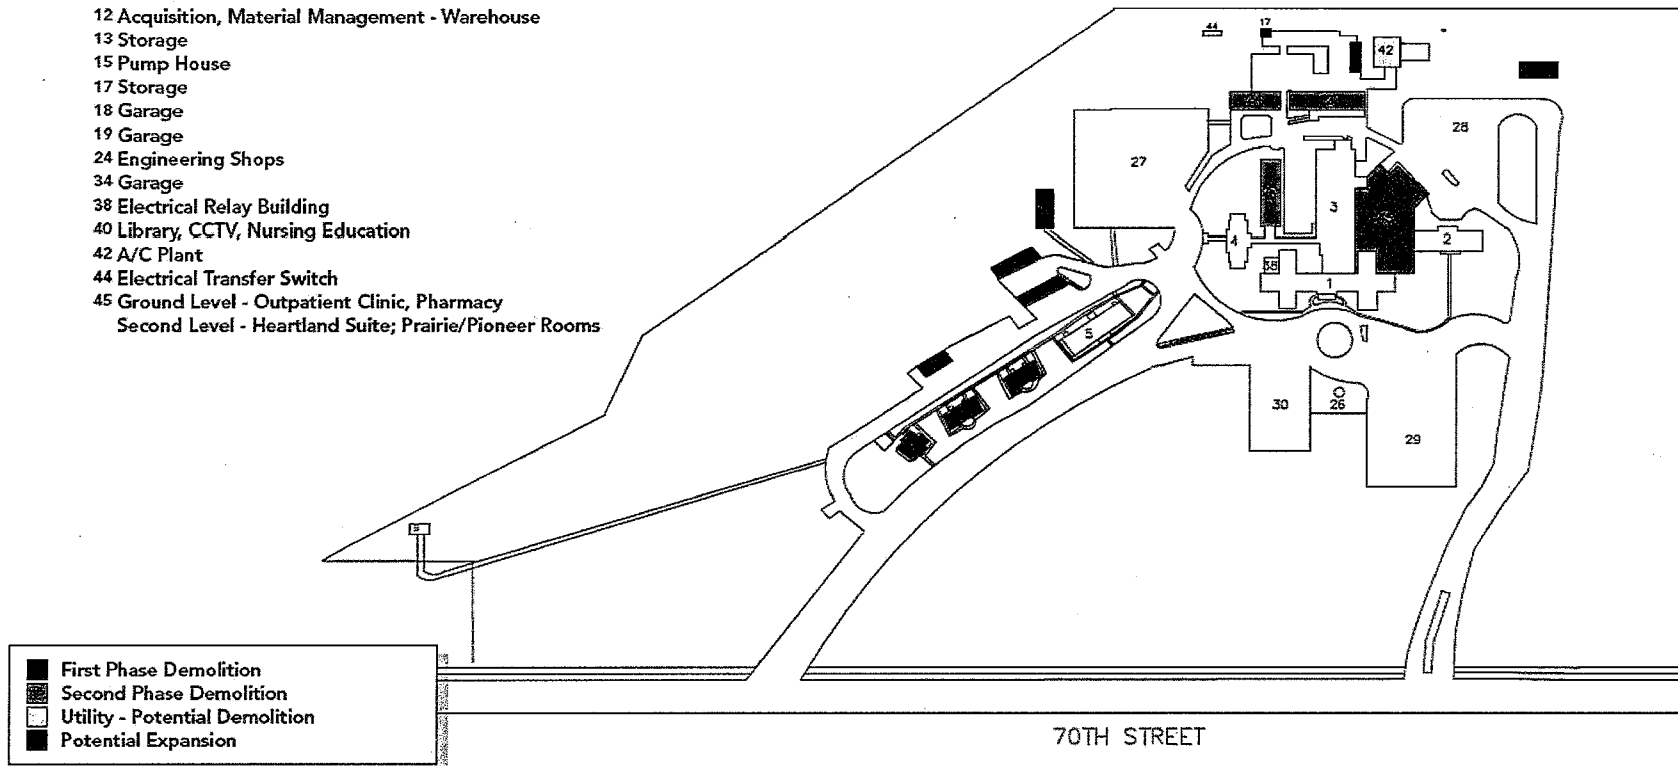 12 Acquisition, Material Management - Warehouse
13 Storage
15 Pump House
17 Storage
18 Garage
19 Garage
24 Engineering Shops
34 Garage
38 Electrical Relay Building
40 Library, CCTV, Nursing Education
42 A/C Plant
44 Electrical Transfer Switch
45 Ground Level - Outpatient Clinic, Pharmacy
Second Level - Heartland Suite; Prairie/Pioneer Rooms
44
17
42
28
27
3
4
2
38
1
5
30
26
29
First Phase Demolition
Second Phase Demolition
Utility - Potential Demolition
Potential Expansion
70TH STREET